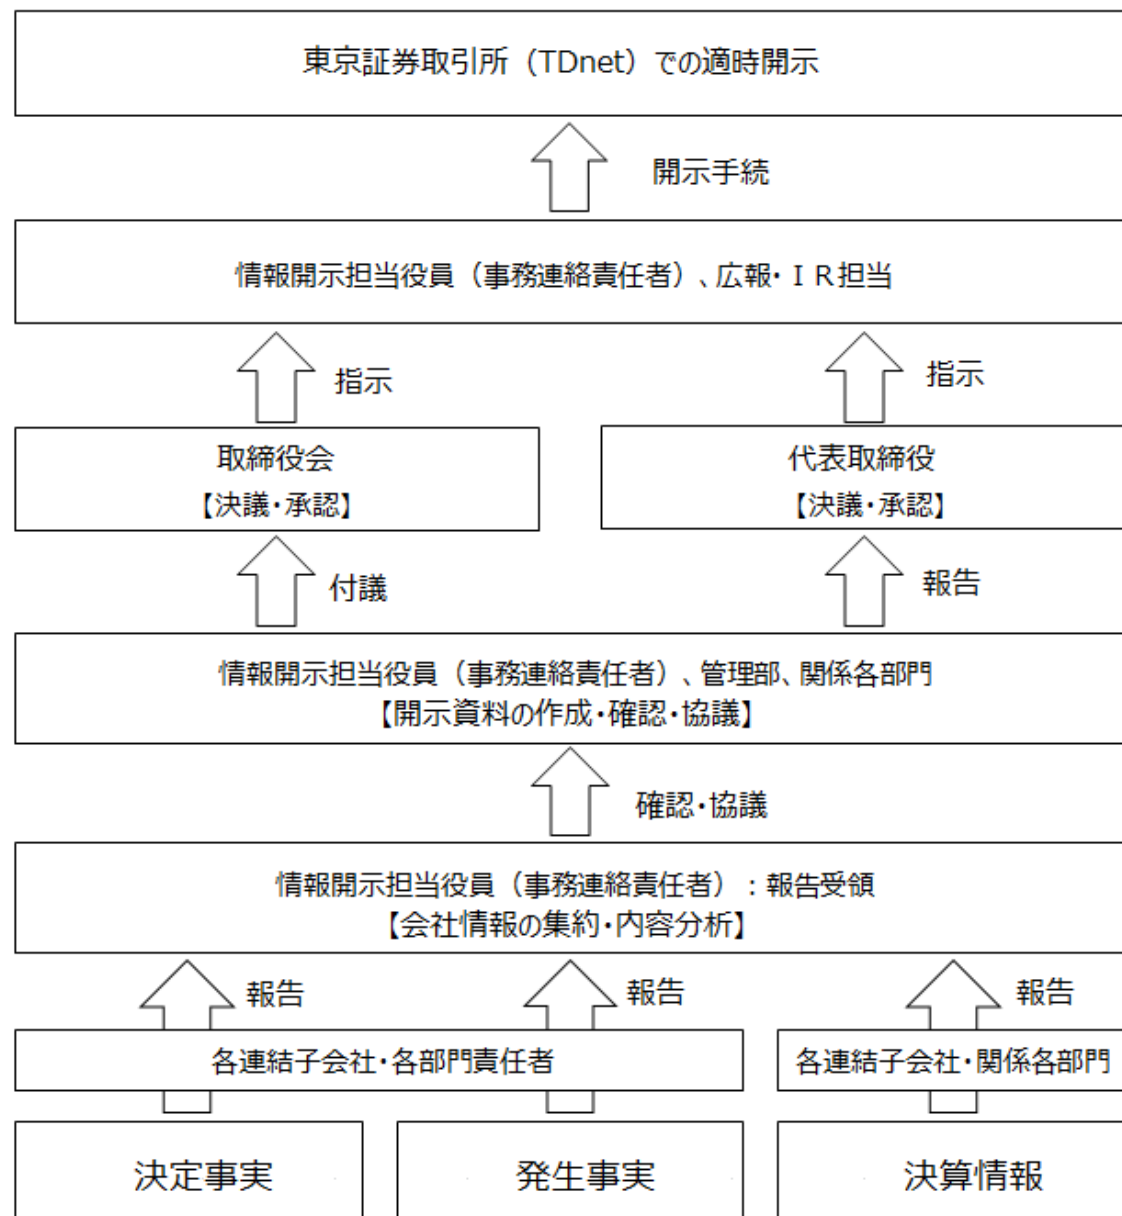 東京証券取引所（TDnet）での適時開示
開示手続
情報開示担当役員（事務連絡責任者）、広報・ＩＲ担当
指示
指示
取締役会
【決議・承認】
代表取締役
【決議・承認】
付議
報告
情報開示担当役員（事務連絡責任者）、管理部、関係各部門
【開示資料の作成・確認・協議】
確認・協議
情報開示担当役員（事務連絡責任者）：報告受領
【会社情報の集約・内容分析】
報告
報告
報告
各連結子会社・各部門責任者
各連結子会社・関係各部門
決定事実
発生事実
決算情報